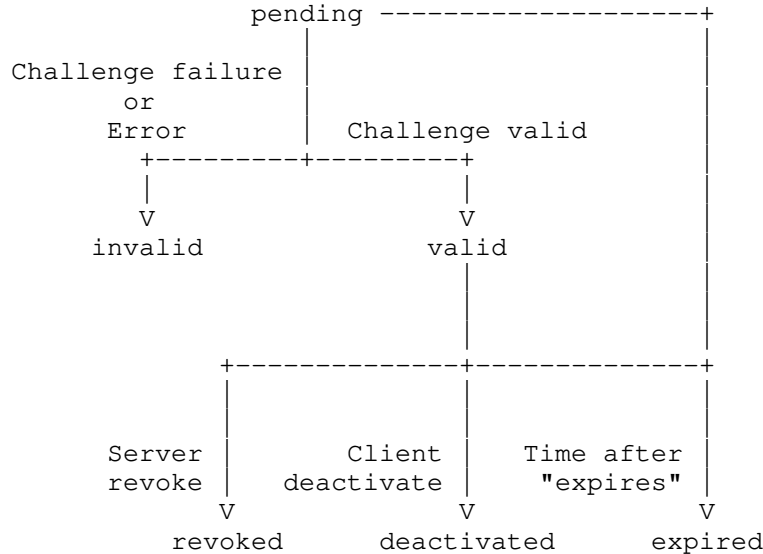 pending
Challenge failure
or
Error Challenge valid
V V
invalid valid
Server Client Time after
revoke deactivate "expires"
V V V
revoked deactivated expired